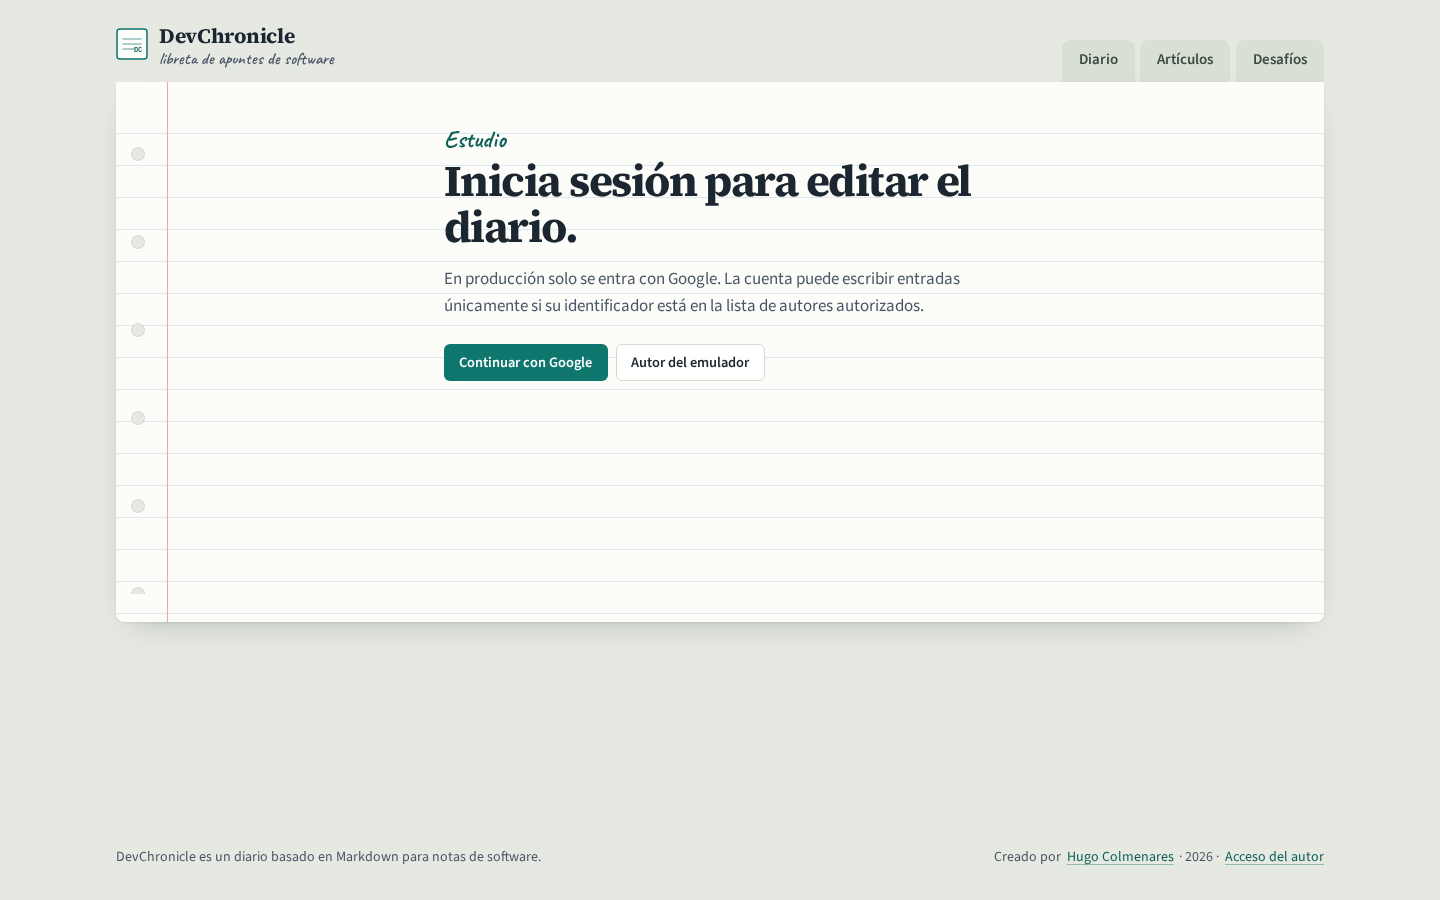 DC
DevChronicle
libreta de apuntes de software
Diario
Artículos
Desafíos
Estudio
Inicia sesión para editar el
diario.
En producción solo se entra con Google. La cuenta puede escribir entradas
únicamente si su identificador está en la lista de autores autorizados.
Continuar con Google
Autor del emulador
DevChronicle es un diario basado en Markdown para notas de software.
Creado por Hugo Colmenares · 2026 · Acceso del autor